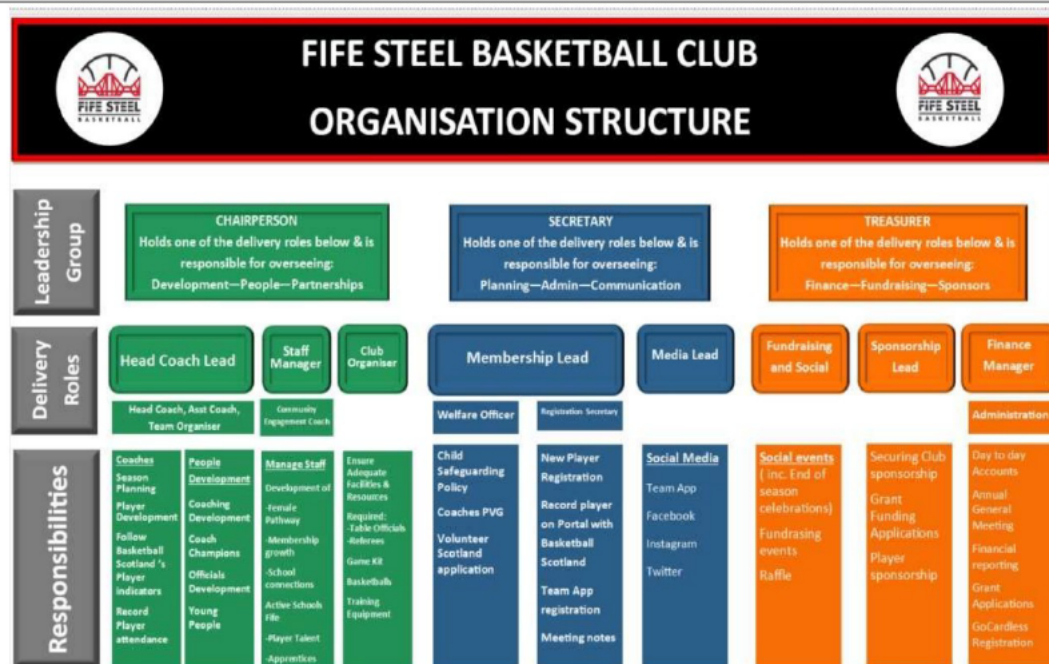 FIFE STEEL BASKETBALL CLUB
ORGANISATION STRUCTURE
FIFE STEEL
BASKETBALL
FIFE STEEL
BASKETBALL
Leadership
Group
CHAIRPERSON
Holds one of the delivery roles below & is
responsible for overseeing:
Development—People—Partnerships
SECRETARY
Holds one of the delivery roles below & is
responsible for overseeing:
Planning—Admin—Communication
TREASURER
Holds one of the delivery roles below & is
responsible for overseeing:
Finance—Fundraising—Sponsors
Delivery
Roles
Head Coach Lead
Staff
Manager
Club
Organiser
Membership Lead
Media Lead
Fundraising
and Social
Sponsorship
Lead
Finance
Manager
Head Coach, Asst Coach,
Team Organiser
Community
Engagement Coach
Welfare Officer
Registration Secretary
Administration
Responsibilities
Coaches
Season
Planning
Player
Development
Follow
Basketball
Scotland 's
Player
indicators
Record
Player
attendance
People
Development
Coaching
Development
Coach
Champions
Officials
Development
Young
People
Manage Staff
Development of
-Female
Pathway
-Membership
growth
-School
connections
Active Schools
Fife
-Player Talent
-Apprentices
Ensure
Adequate
Facilities &
Resources
Required:
-Table Officials
-Referees
Game Kit
Basketballs
Training
Equipment
Child
Safeguarding
Policy
Coaches PVG
Volunteer
Scotland
application
New Player
Registration
Record player
on Portal with
Basketball
Scotland
Team App
registration
Meeting notes
Social Media
Team App
Facebook
Instagram
Twitter
Social events
( inc. End of
season
celebrations)
Fundrasing
events
Raffle
Securing Club
sponsorship
Grant
Funding
Applications
Player
sponsorship
Day to day
Accounts
Annual
General
Meeting
Financial
reporting
Grant
Applications
GoCardless
Registration